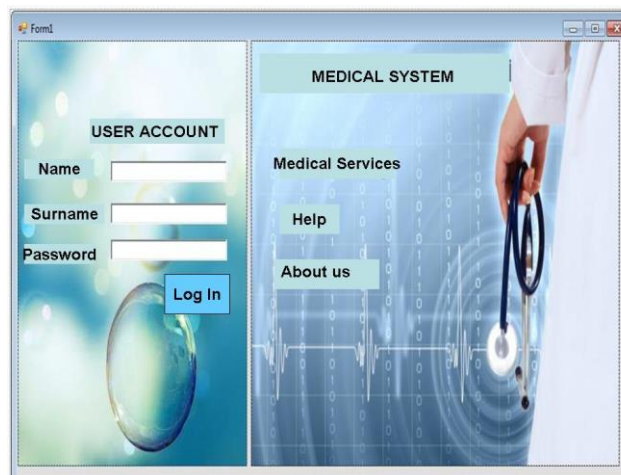 Form1
USER ACCOUNT
Name
Surname
Password
Log In
MEDICAL SYSTEM
Medical Services
Help
About us